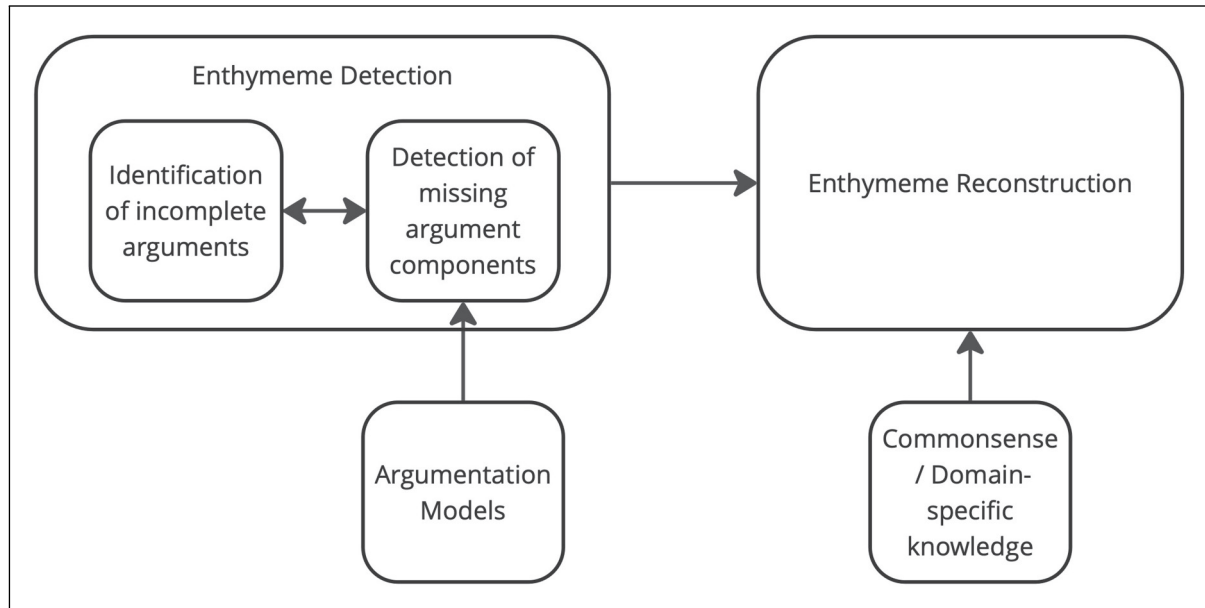 Enthymeme Detection
Identification
of incomplete
arguments
Detection of
missing
argument
components
Enthymeme Reconstruction
Argumentation
Models
Commonsense
/ Domain-
specific
knowledge